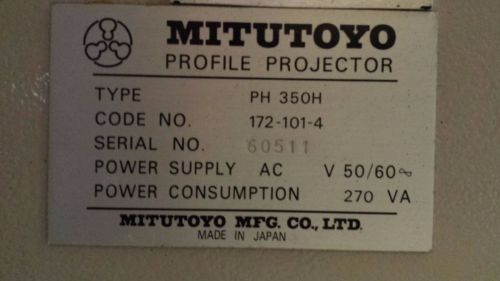 MITUTOYO
PROFILE PROJECTOR
TYPE PH 350H
CODE NO. 172-101-4
SERIAL NO. 60511
POWER SUPPLY AC V 50/60∿
POWER CONSUMPTION 270 VA
MITUTOYO MFG. CO., LTD.
MADE IN JAPAN